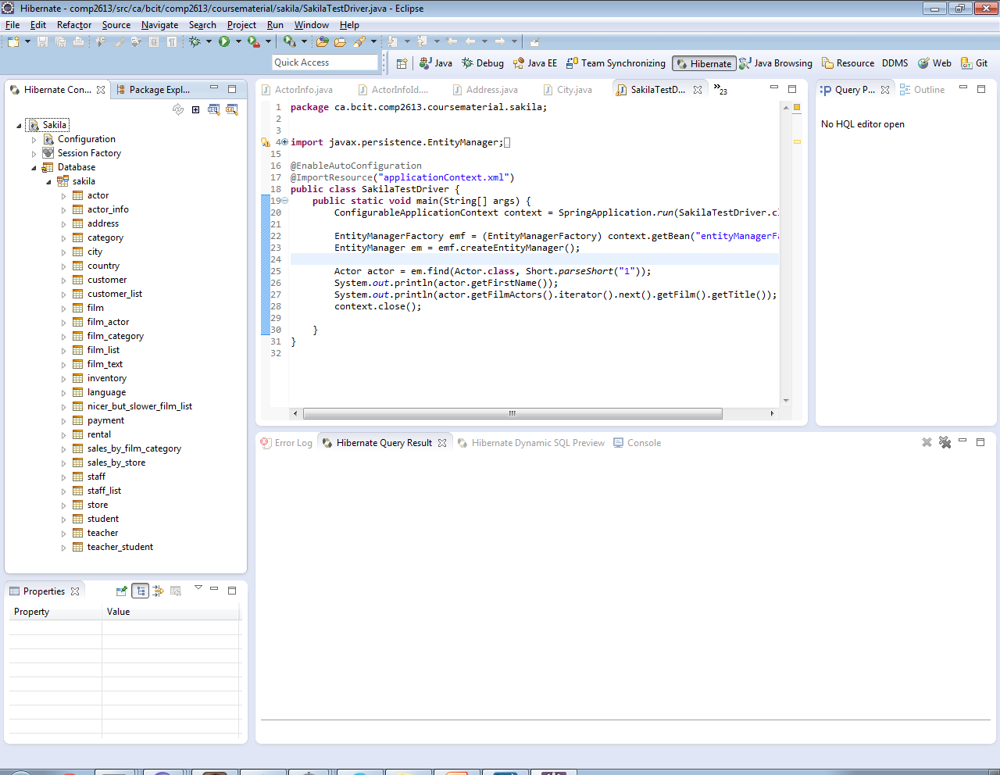 Hibernate - comp2613/src/ca/bcit/comp2613/coursematerial/sakila/SakilaTestDriver.java - Eclipse
File Edit Refactor Source Navigate Search Project Run Window Help
Quick Access
Java Debug Java EE Team Synchronizing Hibernate Java Browsing Resource DDMS Web Git
Hibernate Con... Package Expl...
Sakila
Configuration
Session Factory
Database
sakila
actor
actor_info
address
category
city
country
customer
customer_list
film
film_actor
film_category
film_list
film_text
inventory
language
nicer_but_slower_film_list
payment
rental
sales_by_film_category
sales_by_store
staff
staff_list
store
student
teacher
teacher_student
Properties
Property Value
ActorInfo.java ActorInfoId.... Address.java City.java SakilaTestD... »23
1 package ca.bcit.comp2613.coursematerial.sakila;
2
3
4 import javax.persistence.EntityManager;
15
16 @EnableAutoConfiguration
17 @ImportResource("applicationContext.xml")
18 public class SakilaTestDriver {
19 public static void main(String[] args) {
20 ConfigurableApplicationContext context = SpringApplication.run(SakilaTestDriver.cl
21
22 EntityManagerFactory emf = (EntityManagerFactory) context.getBean("entityManagerFa
23 EntityManager em = emf.createEntityManager();
24
25 Actor actor = em.find(Actor.class, Short.parseShort("1"));
26 System.out.println(actor.getFirstName());
27 System.out.println(actor.getFilmActors().iterator().next().getFilm().getTitle());
28 context.close();
29
30 }
31 }
32
Query P... Outline
No HQL editor open
Error Log Hibernate Query Result Hibernate Dynamic SQL Preview Console